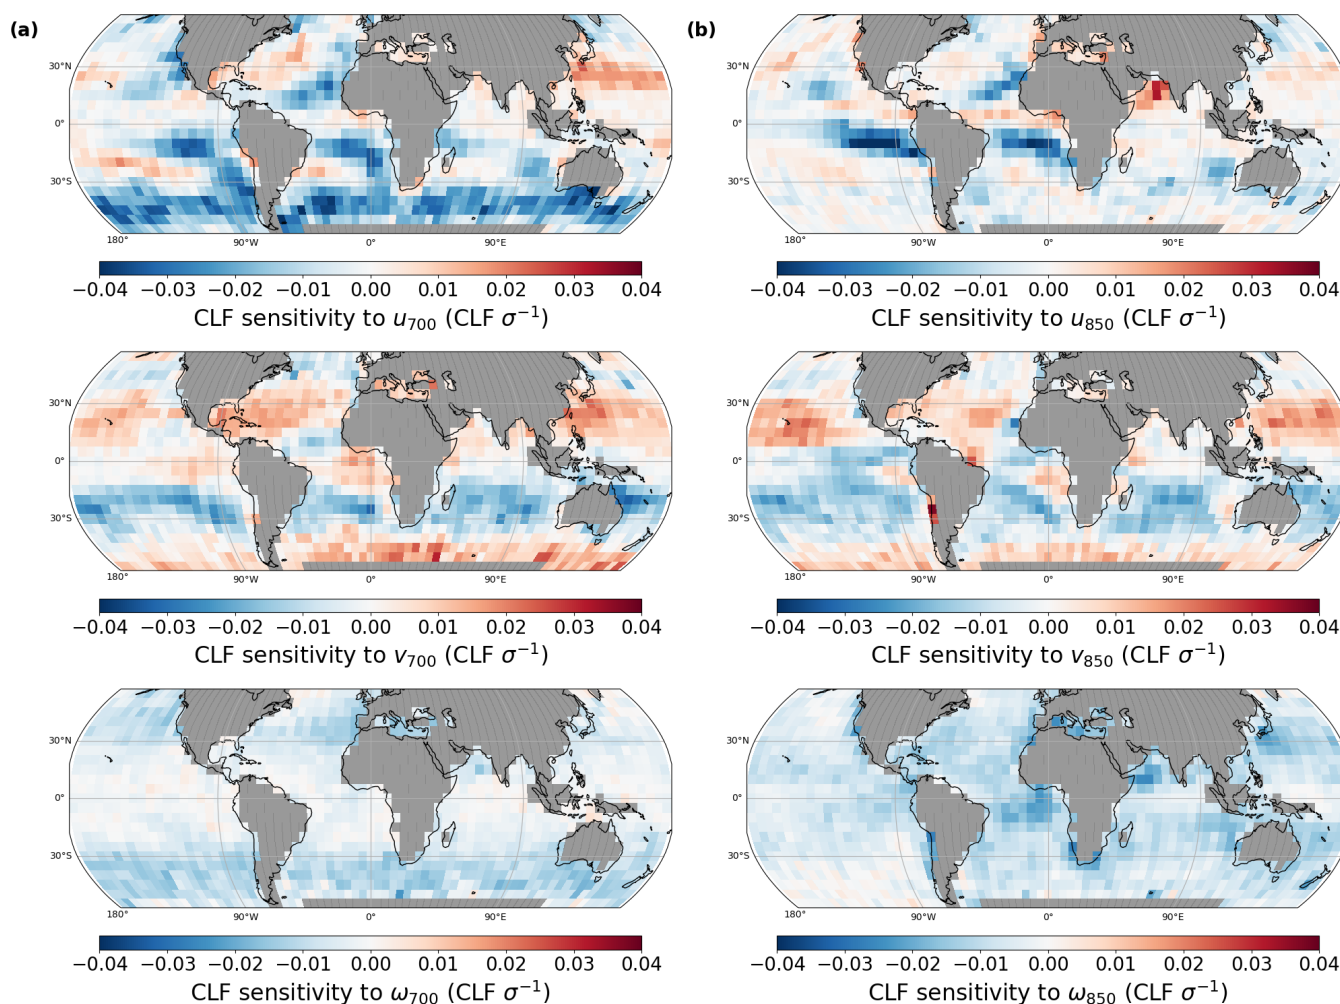 (a)
(b)
30°N
0°
30°S
180°
90°W
0°
90°E
30°N
0°
30°S
180°
90°W
0°
90°E
−0.04 −0.03 −0.02 −0.01 0.00 0.01 0.02 0.03 0.04
CLF sensitivity to u₇₀₀ (CLF σ⁻¹)
−0.04 −0.03 −0.02 −0.01 0.00 0.01 0.02 0.03 0.04
CLF sensitivity to u₈₅₀ (CLF σ⁻¹)
30°N
0°
30°S
180°
90°W
0°
90°E
30°N
0°
30°S
180°
90°W
0°
90°E
−0.04 −0.03 −0.02 −0.01 0.00 0.01 0.02 0.03 0.04
CLF sensitivity to v₇₀₀ (CLF σ⁻¹)
−0.04 −0.03 −0.02 −0.01 0.00 0.01 0.02 0.03 0.04
CLF sensitivity to v₈₅₀ (CLF σ⁻¹)
30°N
0°
30°S
180°
90°W
0°
90°E
30°N
0°
30°S
180°
90°W
0°
90°E
−0.04 −0.03 −0.02 −0.01 0.00 0.01 0.02 0.03 0.04
CLF sensitivity to ω₇₀₀ (CLF σ⁻¹)
−0.04 −0.03 −0.02 −0.01 0.00 0.01 0.02 0.03 0.04
CLF sensitivity to ω₈₅₀ (CLF σ⁻¹)